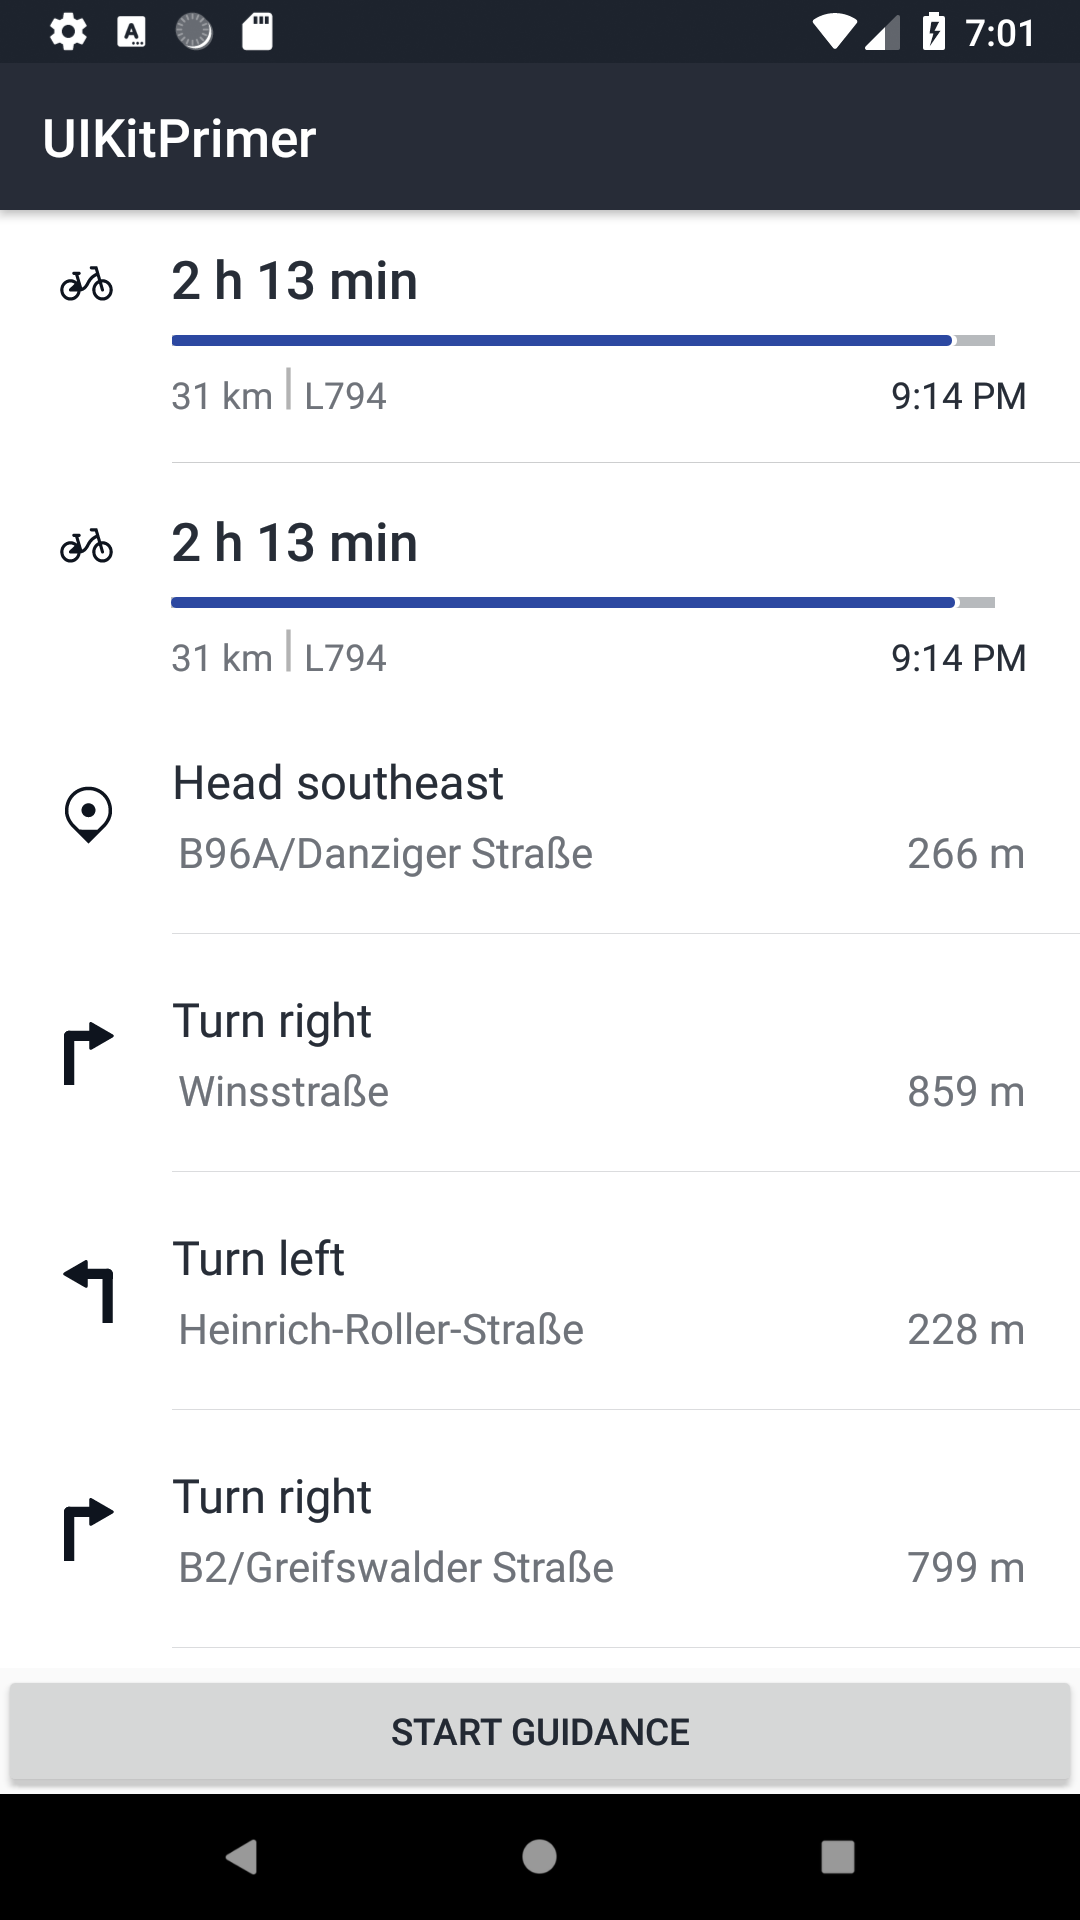 7:01
UIKitPrimer
2 h 13 min
31 km | L794 9:14 PM
2 h 13 min
31 km | L794 9:14 PM
Head southeast
B96A/Danziger Straße 266 m
Turn right
Winsstraße 859 m
Turn left
Heinrich-Roller-Straße 228 m
Turn right
B2/Greifswalder Straße 799 m
START GUIDANCE